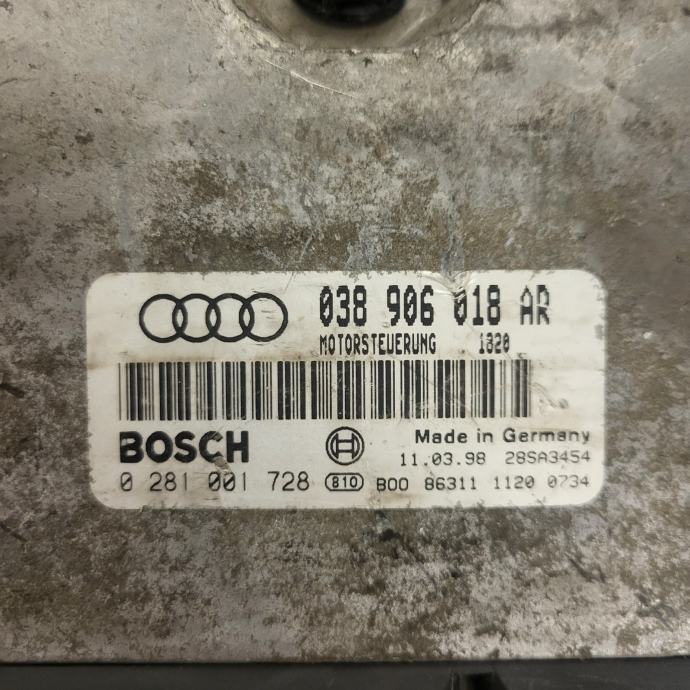 038 906 018 AR
MOTORSTEUERUNG 1820
BOSCH
Made in Germany
11.03.98 28SA3454
0 281 001 728 810 B00 86311 1120 0734